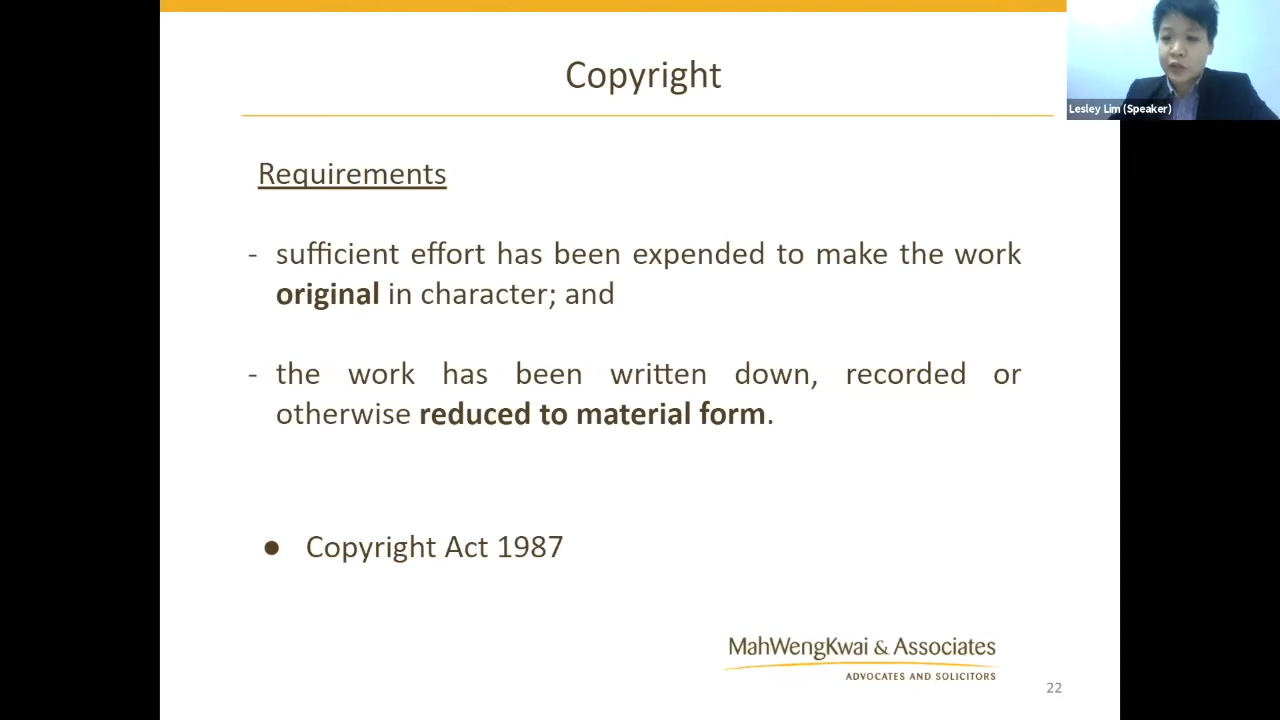 Copyright
Lesley Lim (Speaker)
Requirements
- sufficient effort has been expended to make the work
original in character; and
- the work has been written down, recorded or
otherwise reduced to material form.
● Copyright Act 1987
MahWengKwai & Associates
ADVOCATES AND SOLICITORS
22